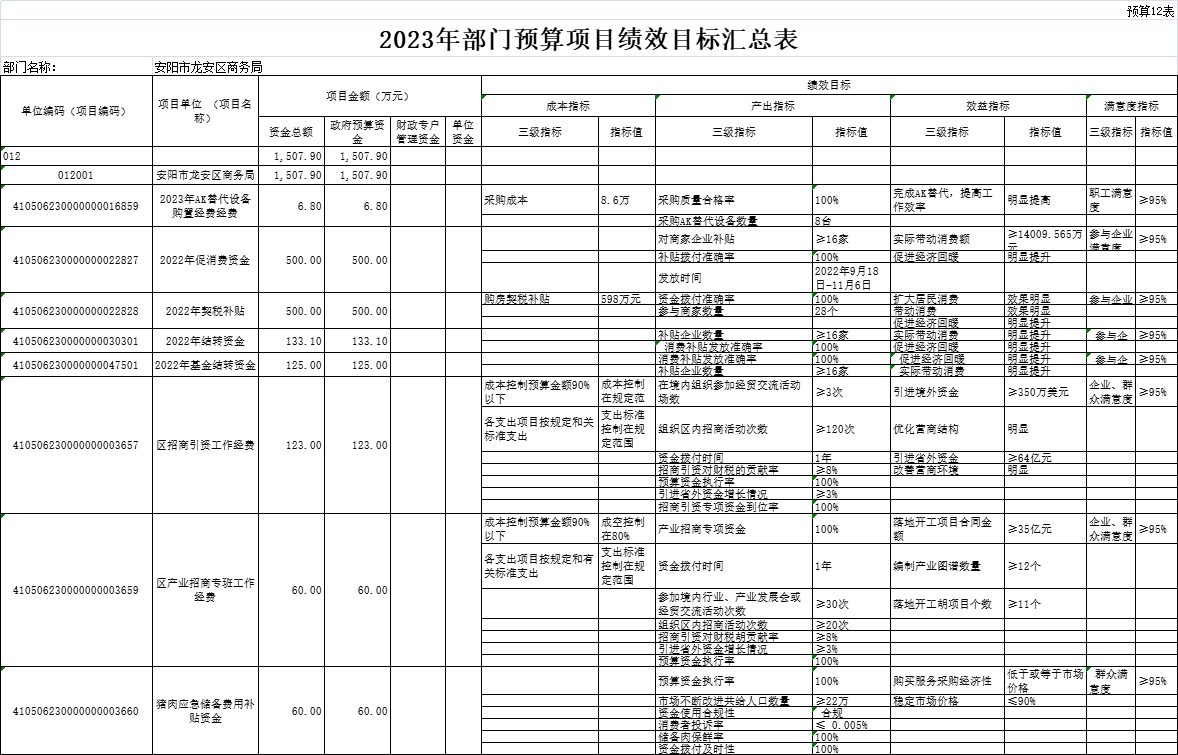 预算12表
2023年部门预算项目绩效目标汇总表
部门名称： 安阳市龙安区商务局
单位编码（项目编码） 项目单位 （项目名称） 项目金额（万元） 绩效目标
成本指标 产出指标 效益指标 满意度指标
资金总额 政府预算资金 财政专户管理资金 单位资金 三级指标 指标值 三级指标 指标值 三级指标 指标值 三级指标 指标值
012 1,507.90 1,507.90
012001 安阳市龙安区商务局 1,507.90 1,507.90
410506230000000016859 2023年AK替代设备购置经费经费 6.80 6.80 采购成本 8.6万 采购质量合格率 100% 完成AK替代，提高工作效率 明显提高 职工满意度 ≥95%
采购AK替代设备数量 8台
410506230000000022827 2022年促消费资金 500.00 500.00 对商家企业补贴 ≥16家 实际带动消费额 ≥14009.565万元 参与企业满意度 ≥95%
补贴拨付准确率 100% 促进经济回暖 明显提升
发放时间 2022年9月18日-11月6日
410506230000000022828 2022年契税补贴 500.00 500.00 购房契税补贴 598万元 资金拨付准确率 100% 扩大居民消费 效果明显 参与企业 ≥95%
参与商家数量 28个 带动消费 效果明显
促进经济回暖 明显提升
410506230000000030301 2022年结转资金 133.10 133.10 补贴企业数量 ≥16家 实际带动消费 明显提升 参与企 ≥95%
消费补贴发放准确率 100% 促进经济回暖 明显提升
410506230000000047501 2022年基金结转资金 125.00 125.00 消费补贴发放准确率 100% 促进经济回暖 明显提升 参与企 ≥95%
补贴企业数量 ≥16家 实际带动消费 明显提升
410506230000000003657 区招商引资工作经费 123.00 123.00 成本控制预算金额90%以下 成本控制在规定范 在境内组织参加经贸交流活动场数 ≥3次 引进境外资金 ≥350万美元 企业、群众满意度 ≥95%
各支出项目按规定和关标准支出 支出标准控制在规定范围 组织区内招商活动次数 ≥120次 优化营商结构 明显
资金拨付时间 1年 引进省外资金 ≥64亿元
招商引资对财税的贡献率 ≥8% 改善营商环境 明显
预算资金执行率 100%
引进省外资金增长情况 ≥3%
招商引资专项资金到位率 100%
410506230000000003659 区产业招商专班工作经费 60.00 60.00 成本控制预算金额90%以下 成空控制在80% 产业招商专项资金 100% 落地开工项目合同金额 ≥35亿元 企业、群众满意度 ≥95%
各支出项目按规定和有关标准支出 支出标准控制在规定范围 资金拨付时间 1年 编制产业图谱数量 ≥12个
参加境内行业、产业发展会或经贸交流活动次数 ≥30次 落地开工胡项目个数 ≥11个
组织区内招商活动次数 ≥20次
招商引资对财税胡贡献率 ≥8%
引进省外资金增长情况 ≥3%
预算资金执行率 100%
410506230000000003660 猪肉应急储备费用补贴资金 60.00 60.00 预算资金执行率 100% 购买服务采购经济性 低于或等于市场价格 群众满意度 ≥95%
市场不断改进共给人口数量 ≥22万 稳定市场价格 ≤90%
资金使用合规性 合规
消费者投诉率 ≤ 0.005%
储备肉保鲜率 100%
资金拨付及时性 100%